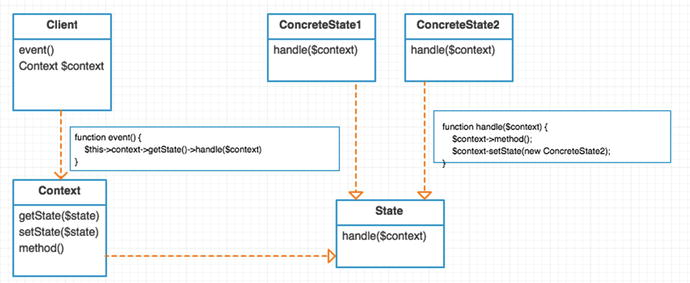 Client
event()
Context $context
ConcreteState1
handle($context)
ConcreteState2
handle($context)
function event() {
$this->context->getState()->handle($context)
}
function handle($context) {
$context->method();
$context-setState(new ConcreteState2);
}
Context
getState($state)
setState($state)
method()
State
handle($context)